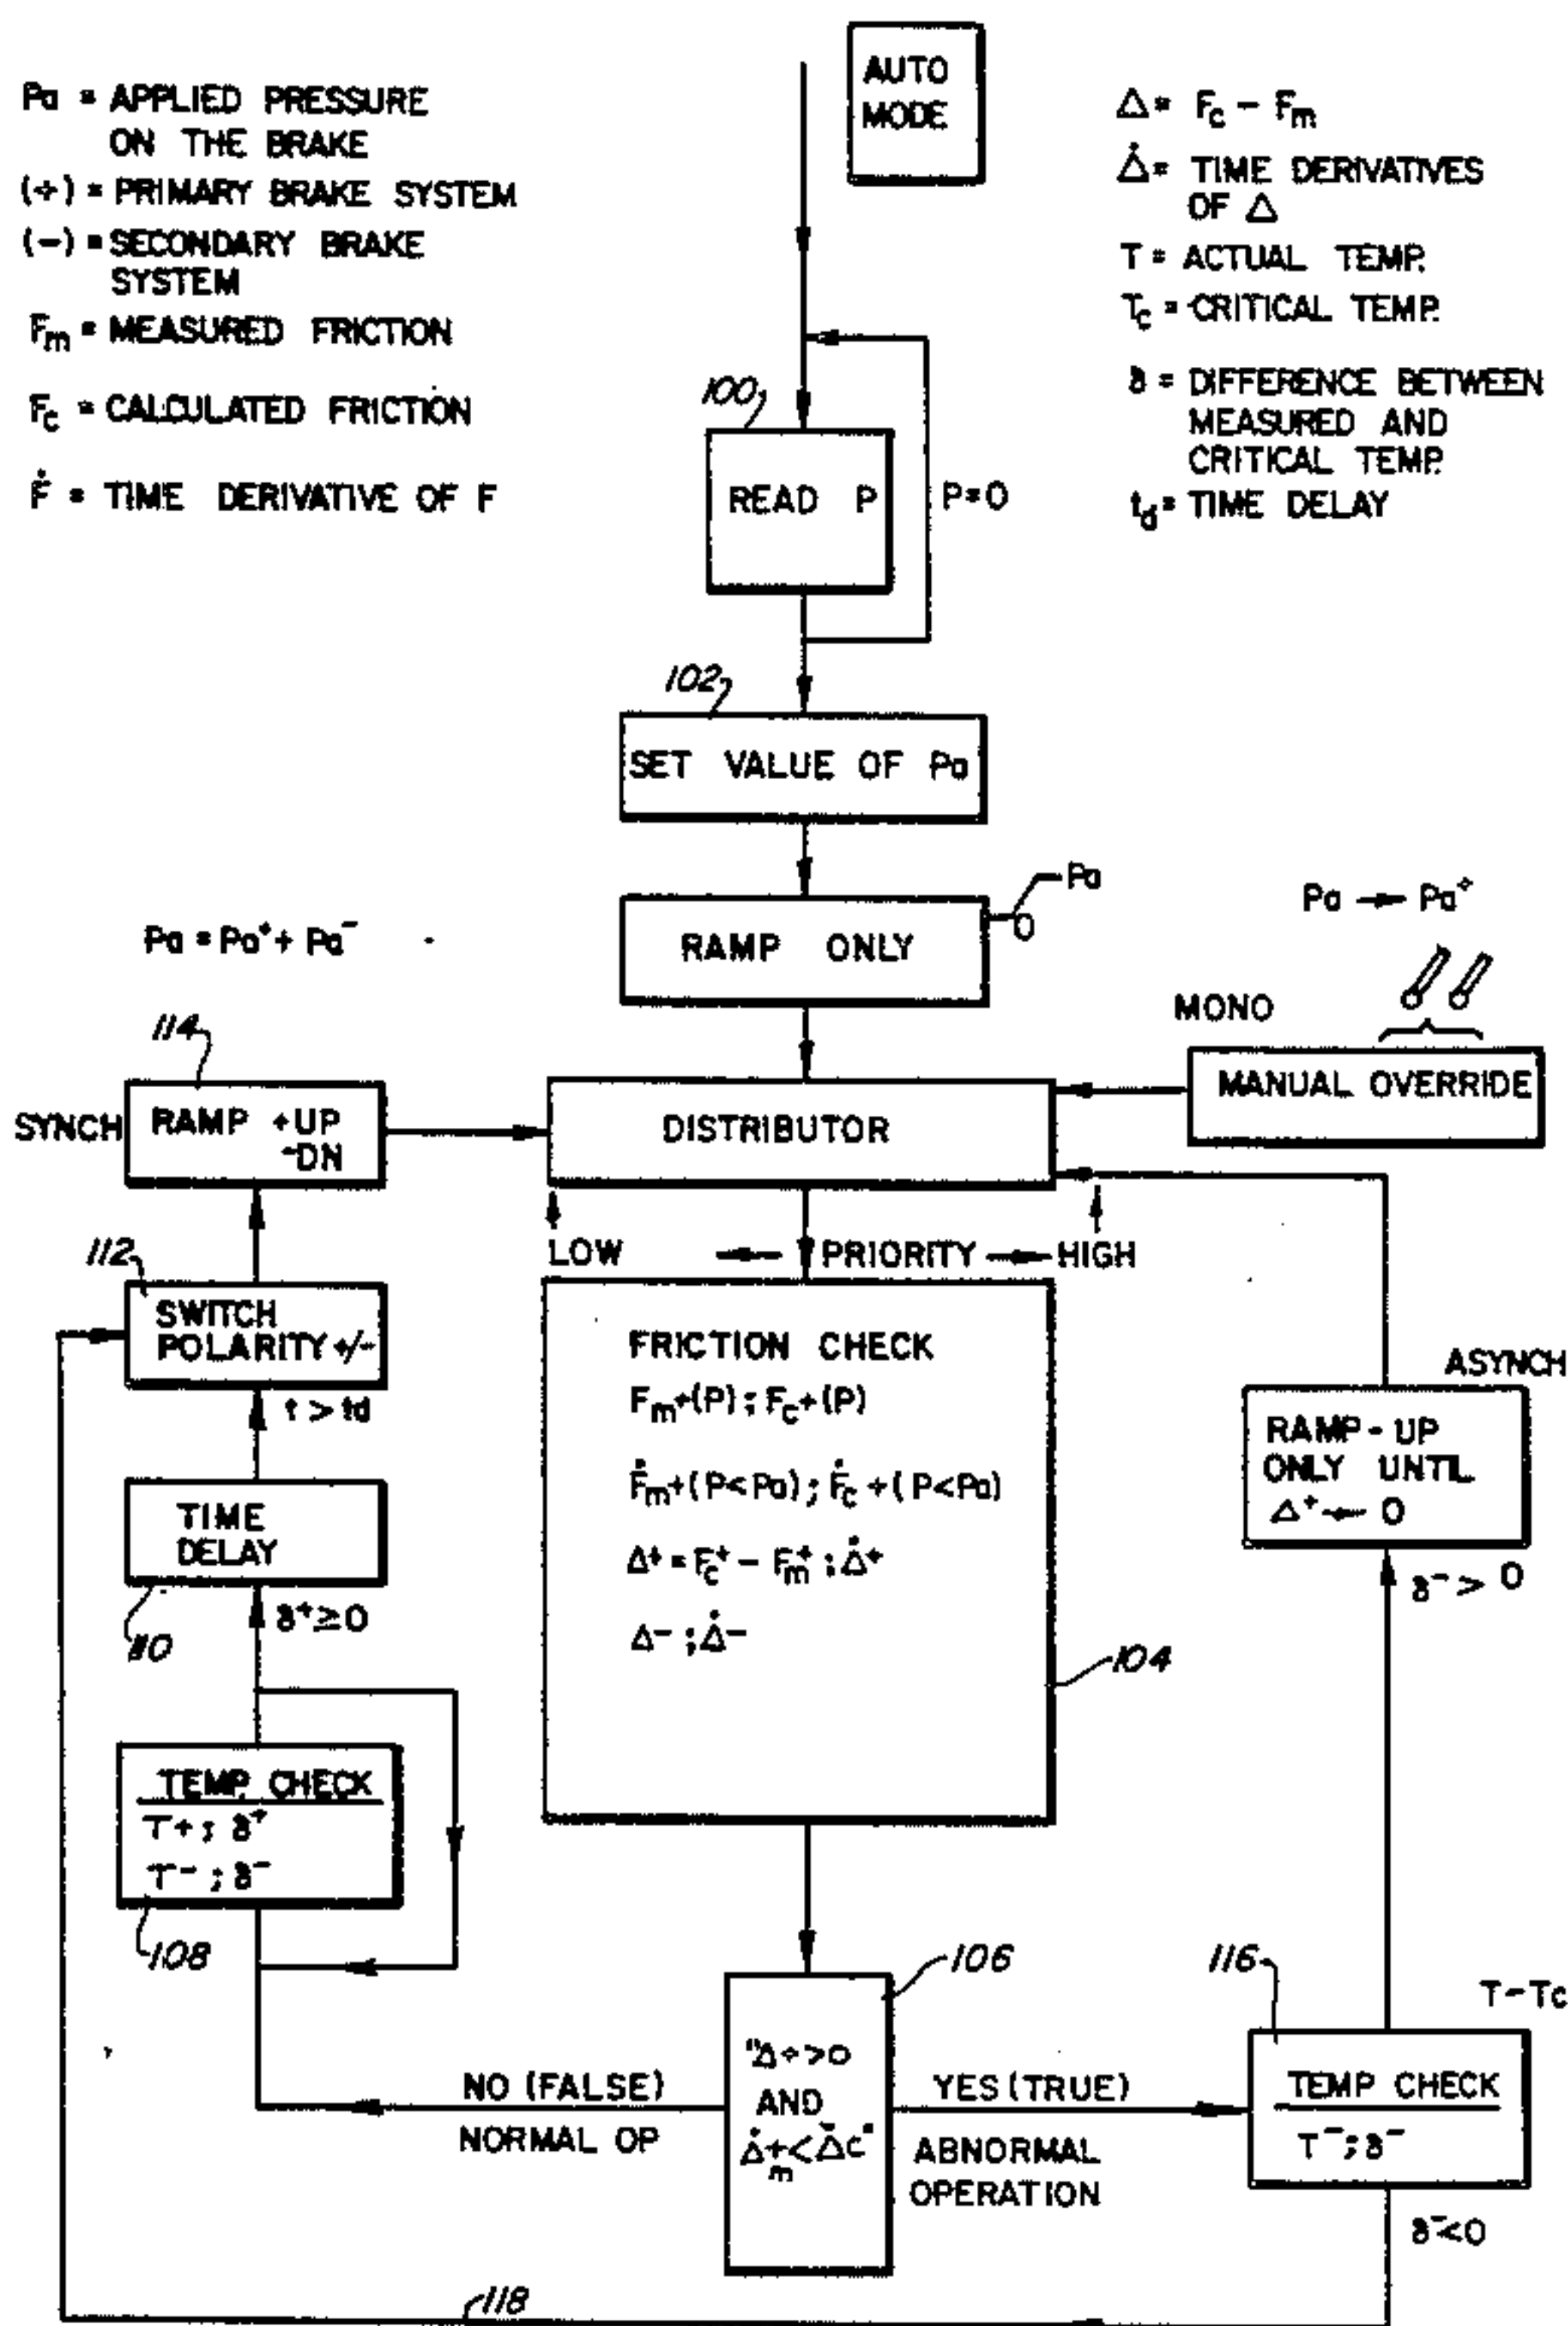 AUTO
MODE
Pa = APPLIED PRESSURE
ON THE BRAKE
(+) = PRIMARY BRAKE SYSTEM
(-) = SECONDARY BRAKE
SYSTEM
Fm = MEASURED FRICTION
Fc = CALCULATED FRICTION
Ḟ = TIME DERIVATIVE OF F
Δ = Fc - Fm
Δ̇ = TIME DERIVATIVES
OF Δ
T = ACTUAL TEMP.
Tc = CRITICAL TEMP.
δ = DIFFERENCE BETWEEN
MEASURED AND
CRITICAL TEMP.
td = TIME DELAY
100
READ P
P=0
102
SET VALUE OF Pa
Pa
0
RAMP ONLY
Pa = Pa⁺ + Pa⁻
Pa → Pa⁺
MONO
MANUAL OVERRIDE
114
SYNCH
RAMP +UP
-DN
DISTRIBUTOR
LOW ← PRIORITY → HIGH
112
SWITCH
POLARITY +/-
t > td
TIME
DELAY
110
δ⁺ ≥ 0
TEMP. CHECK
T+; δ⁺
T-; δ⁻
108
FRICTION CHECK
Fm+(P); Fc+(P)
Ḟm+(P<Pa); Ḟc+(P<Pa)
Δ⁺ = Fc⁺ - Fm⁺; Δ̇⁺
Δ-; Δ̇-
104
ASYNCH
RAMP-UP
ONLY UNTIL
Δ⁺ ← 0
δ⁻ > 0
106
"Δ+>0
AND
Δ̇m+<Δ̇c"
NO (FALSE)
NORMAL OP
YES (TRUE)
ABNORMAL
OPERATION
116
T-Tc
TEMP CHECK
T⁻; δ⁻
δ⁻<0
118